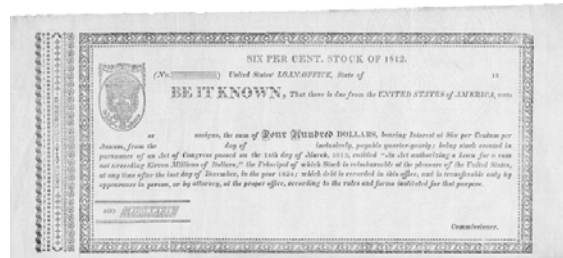 SIX PER CENT. STOCK OF 1812.
(No. ) United States' LOAN-OFFICE, State of 18
BE IT KNOWN, That there is due from the UNITED STATES of AMERICA, unto
or assigns, the sum of Four Hundred DOLLARS, bearing Interest at Six per Centum per
Annum, from the day of inclusively, payable quarter-yearly; being stock created in
pursuance of an Act of Congress passed on the 14th day of March, 1812, entitled "An Act authorizing a Loan for a sum
not exceeding Eleven Millions of Dollars," the Principal of which Stock is reimbursable at the pleasure of the United States,
at any time after the last day of December, in the year 1824; which debt is recorded in this office, and is transferable only by
appearance in person, or by attorney, at the proper office, according to the rules and forms instituted for that purpose.
400 DOLLARS
Commissioner.